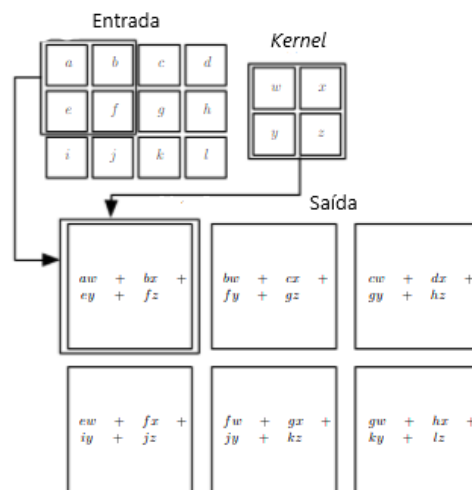 Entrada
Kernel
a b c d
w x
e f g h
y z
i j k l
Saída
aw + bx +
ey + fz
bw + cx +
fy + gz
cw + dx +
gy + hz
ew + fx +
iy + jz
fw + gx +
jy + kz
gw + hx +
ky + lz